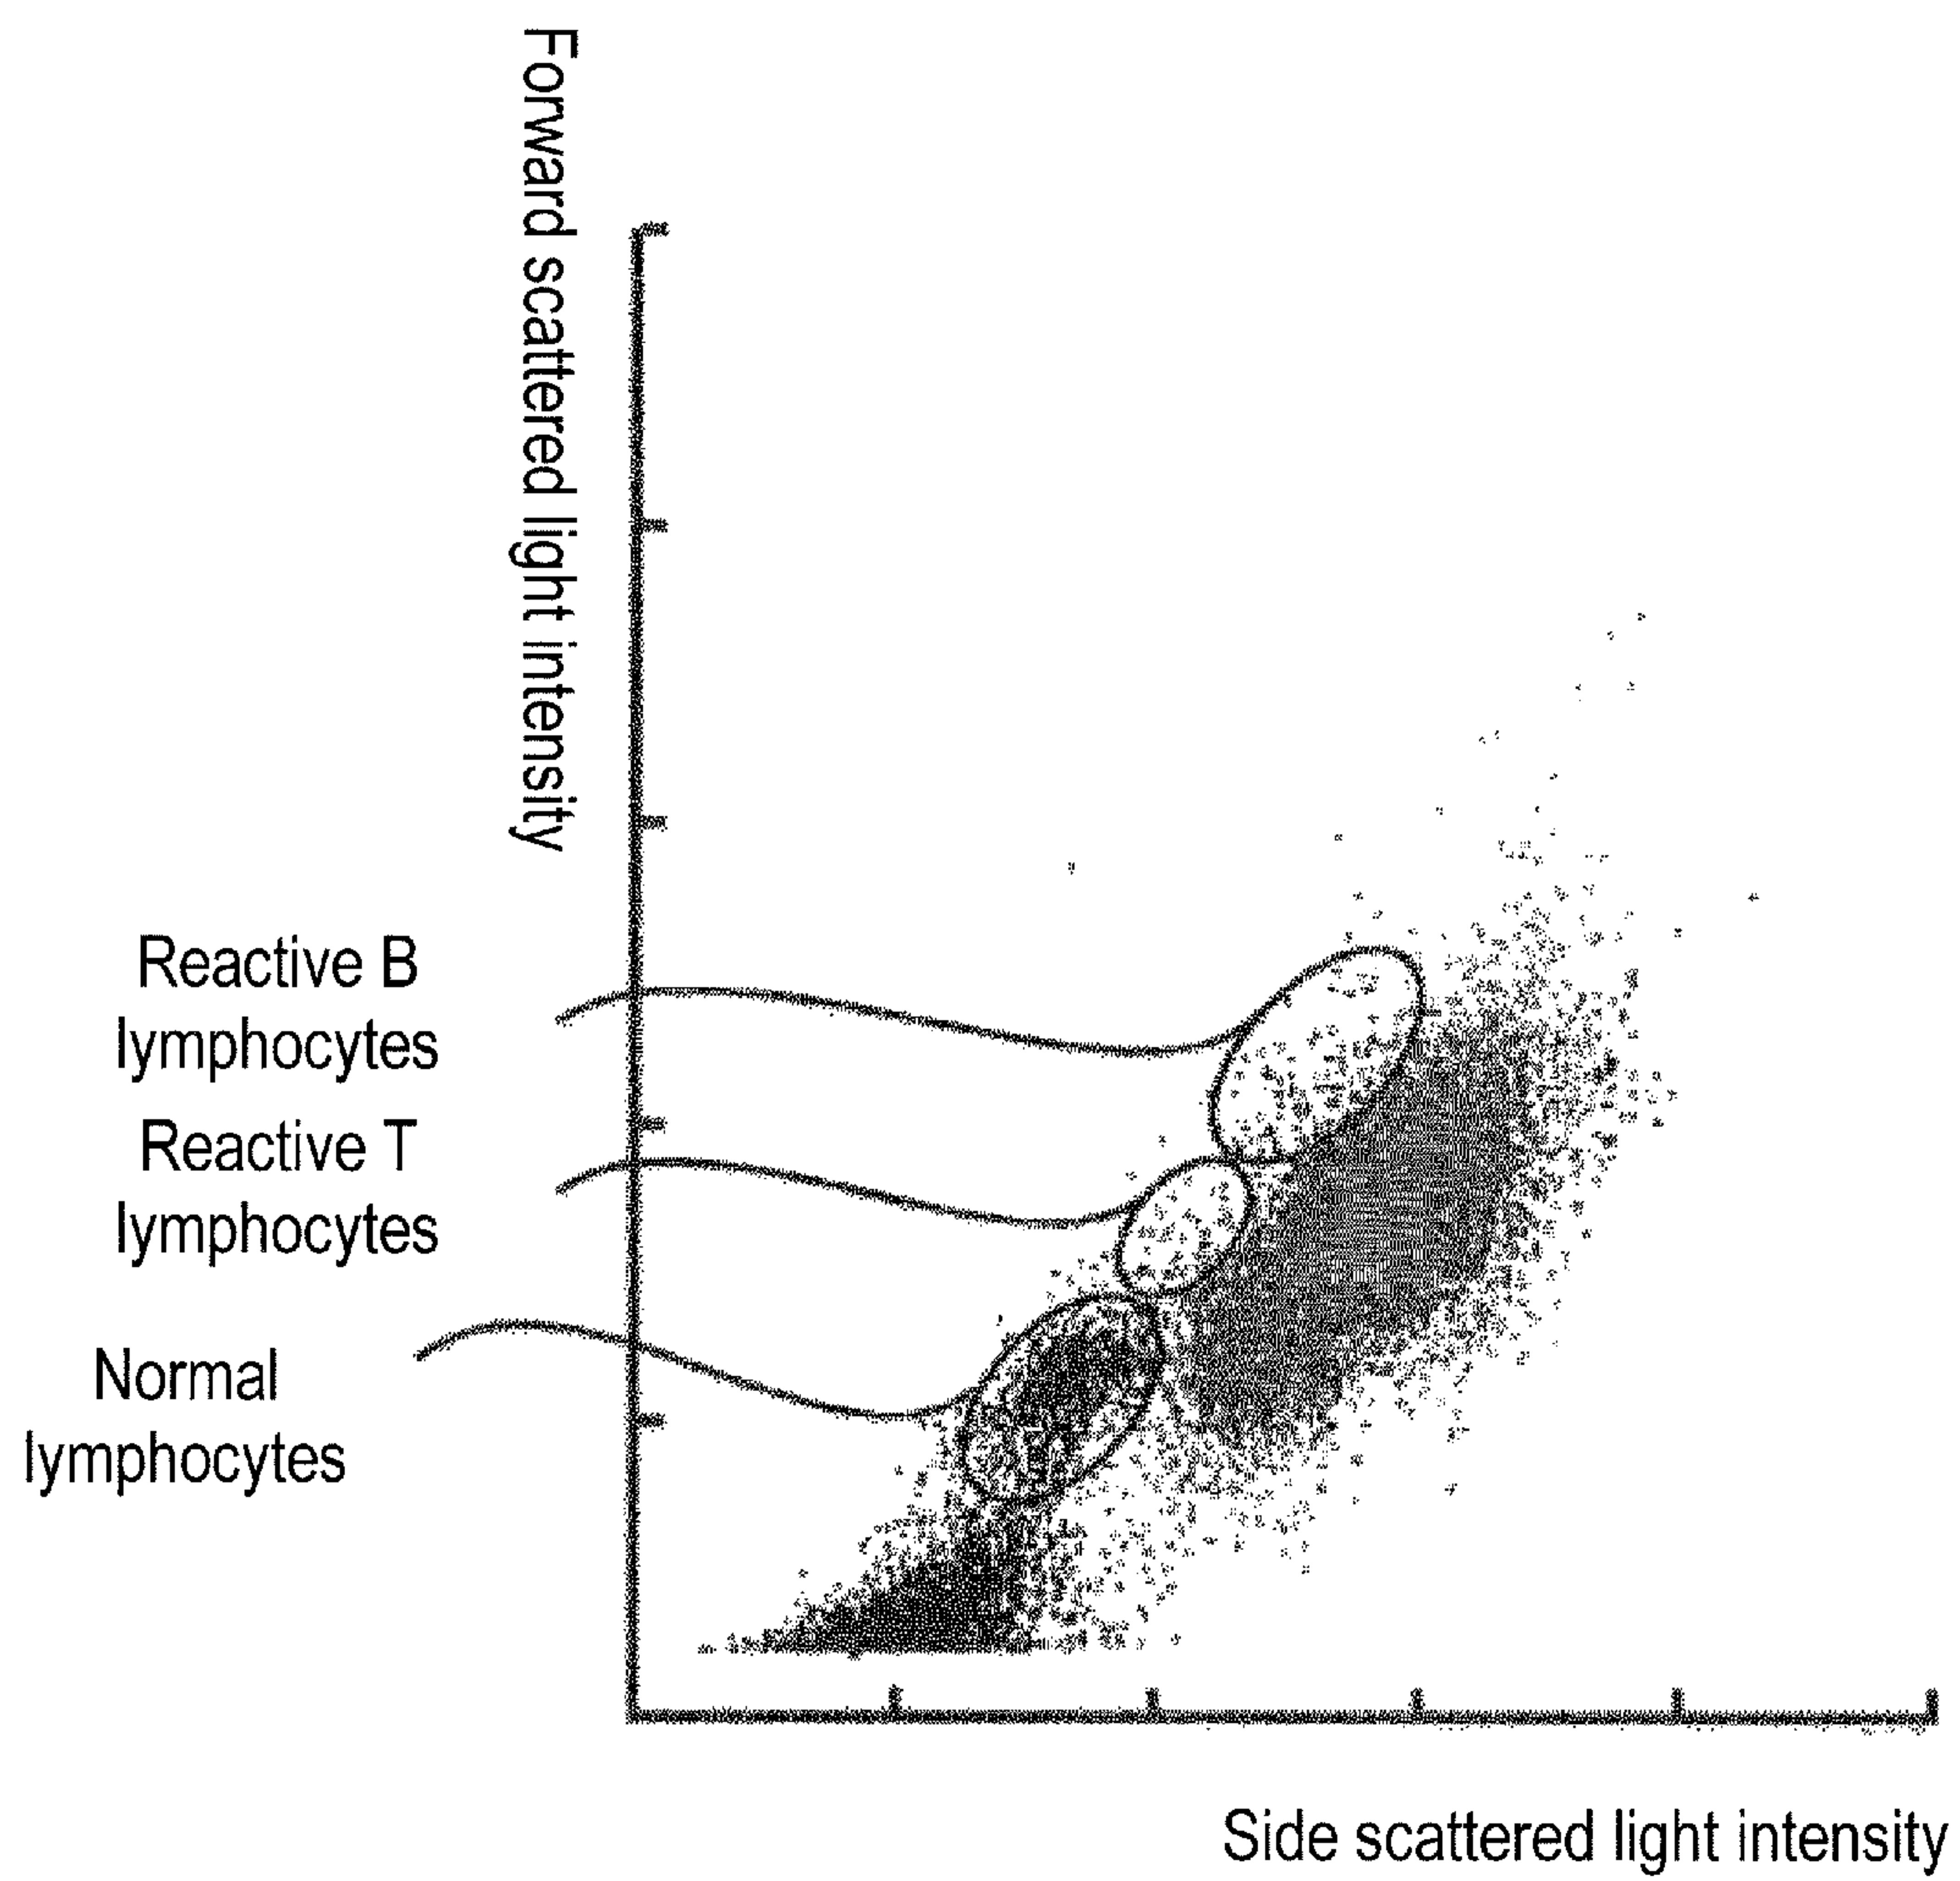 Forward scattered light intensity
Reactive B
lymphocytes
Reactive T
lymphocytes
Normal
lymphocytes
Side scattered light intensity